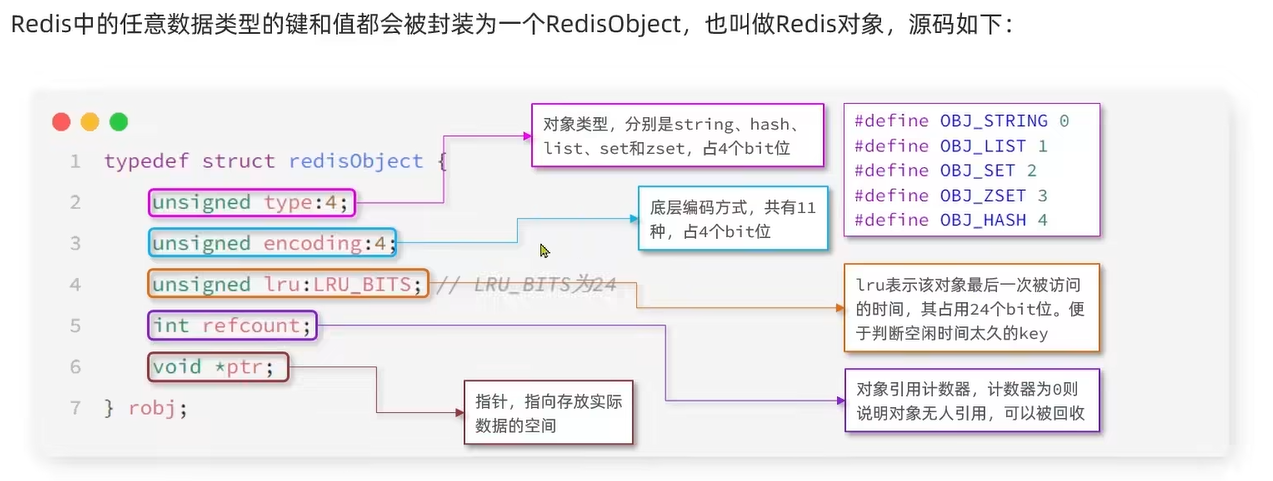 Redis中的任意数据类型的键和值都会被封装为一个RedisObject，也叫做Redis对象，源码如下：
1 typedef struct redisObject {
2 unsigned type:4;
3 unsigned encoding:4;
4 unsigned lru:LRU_BITS; // LRU_BITS为24
5 int refcount;
6 void *ptr;
7 } robj;
对象类型，分别是string、hash、
list、set和zset，占4个bit位
#define OBJ_STRING 0
#define OBJ_LIST 1
#define OBJ_SET 2
#define OBJ_ZSET 3
#define OBJ_HASH 4
底层编码方式，共有11
种，占4个bit位
lru表示该对象最后一次被访问
的时间，其占用24个bit位。便
于判断空闲时间太久的key
对象引用计数器，计数器为0则
说明对象无人引用，可以被回收
指针，指向存放实际
数据的空间